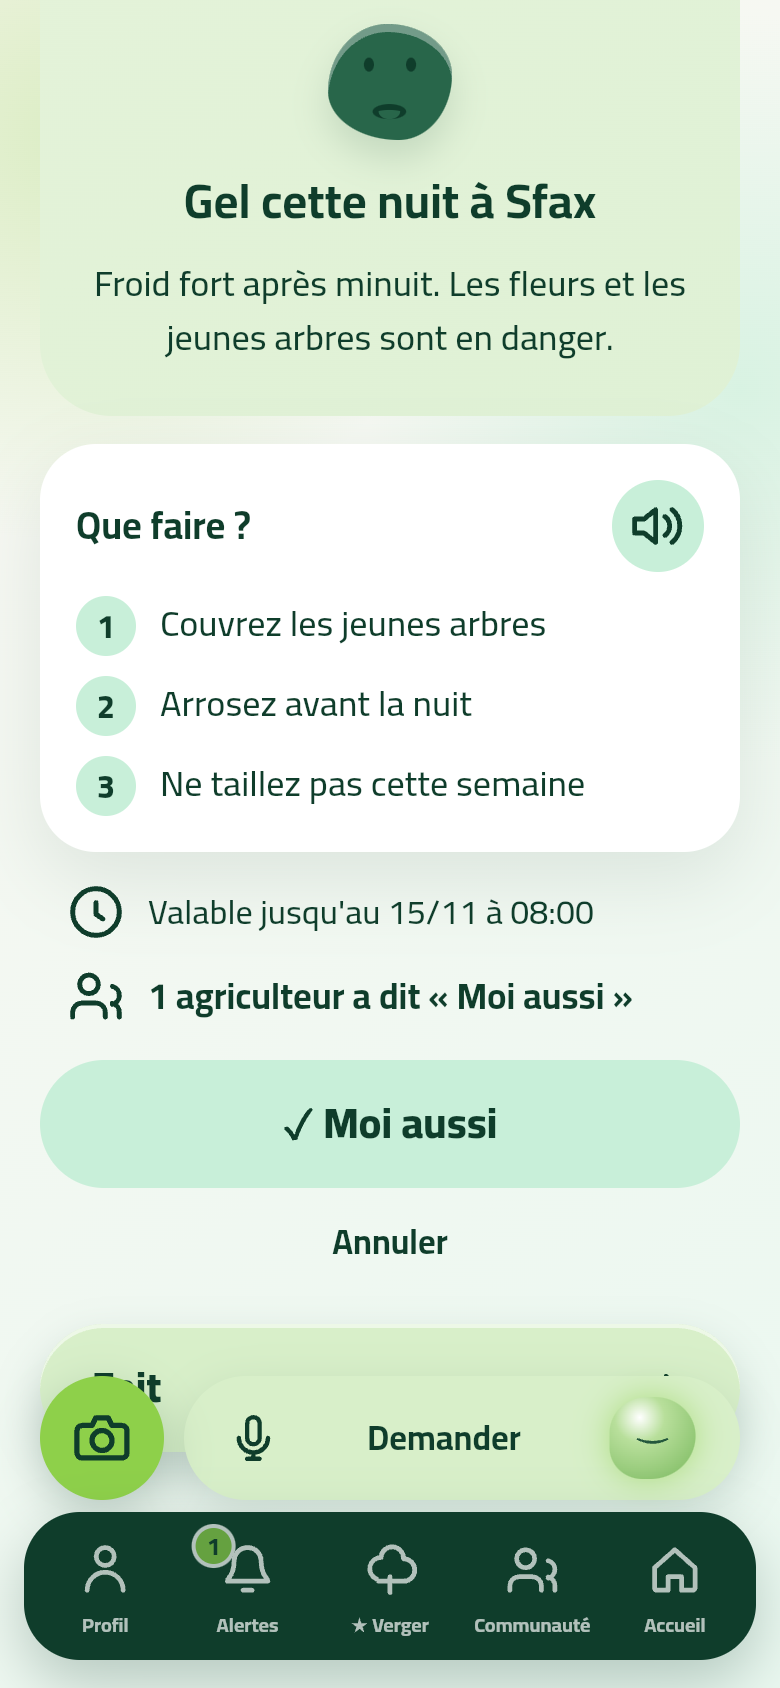 Gel cette nuit à Sfax
Froid fort après minuit. Les fleurs et les
jeunes arbres sont en danger.
Que faire ?
1 Couvrez les jeunes arbres
2 Arrosez avant la nuit
3 Ne taillez pas cette semaine
Valable jusqu'au 15/11 à 08:00
1 agriculteur a dit « Moi aussi »
✓ Moi aussi
Annuler
Demander
1
Profil
Alertes
★ Verger
Communauté
Accueil